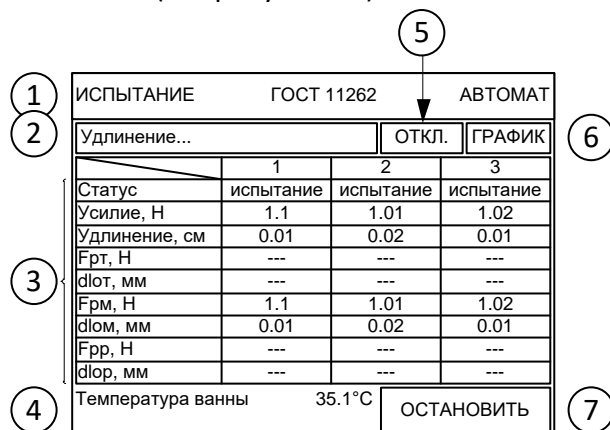 5
1 ИСПЫТАНИЕ ГОСТ 11262 АВТОМАТ
2 Удлинение... ОТКЛ. ГРАФИК 6
1 2 3
Статус испытание испытание испытание
Усилие, Н 1.1 1.01 1.02
Удлинение, см 0.01 0.02 0.01
Fрт, Н --- --- ---
3 dlот, мм --- --- ---
Fрм, Н 1.1 1.01 1.02
dlом, мм 0.01 0.02 0.01
Fрр, Н --- --- ---
dlор, мм --- --- ---
4 Температура ванны 35.1°C ОСТАНОВИТЬ 7